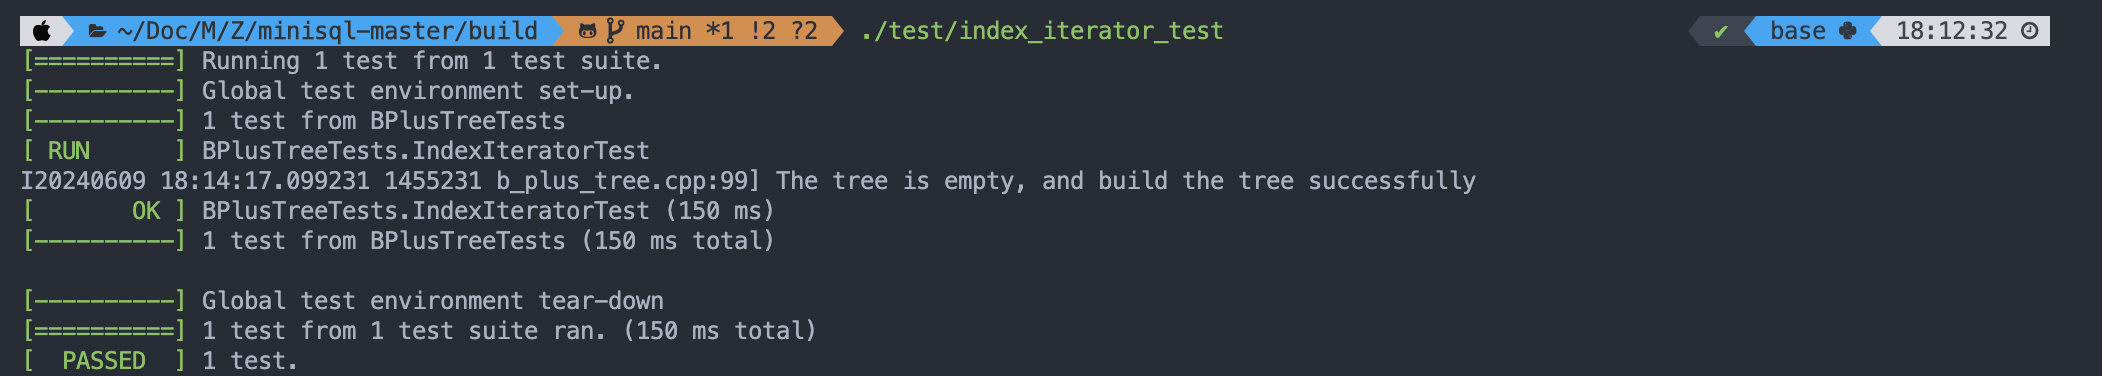 ~/Doc/M/Z/minisql-master/build main *1 !2 ?2 ./test/index_iterator_test ✔ base 18:12:32
[==========] Running 1 test from 1 test suite.
[----------] Global test environment set-up.
[----------] 1 test from BPlusTreeTests
[ RUN      ] BPlusTreeTests.IndexIteratorTest
I20240609 18:14:17.099231 1455231 b_plus_tree.cpp:99] The tree is empty, and build the tree successfully
[       OK ] BPlusTreeTests.IndexIteratorTest (150 ms)
[----------] 1 test from BPlusTreeTests (150 ms total)
[----------] Global test environment tear-down
[==========] 1 test from 1 test suite ran. (150 ms total)
[  PASSED  ] 1 test.